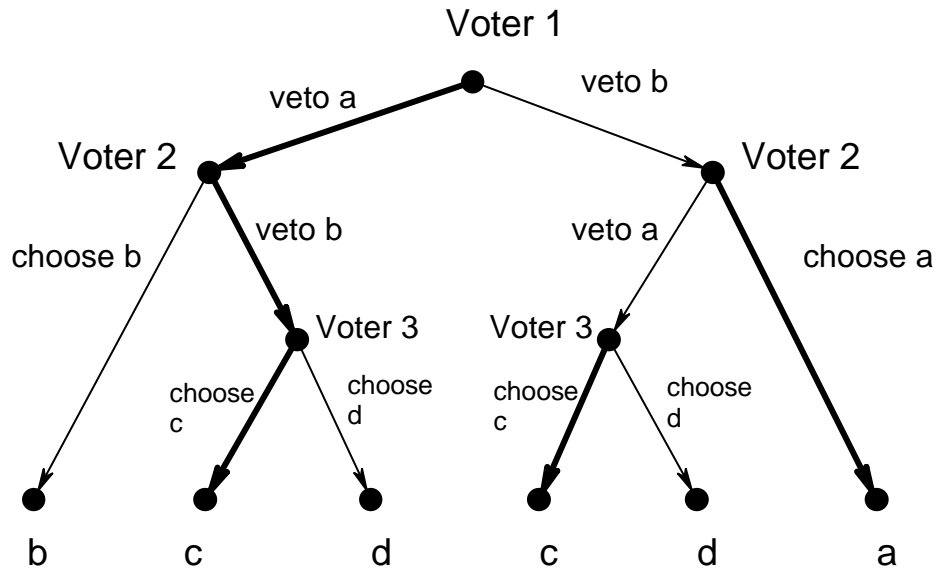 Voter 1
veto a
veto b
Voter 2
Voter 2
choose b
veto b
veto a
choose a
Voter 3
Voter 3
choose
c
choose
d
choose
c
choose
d
b
c
d
c
d
a